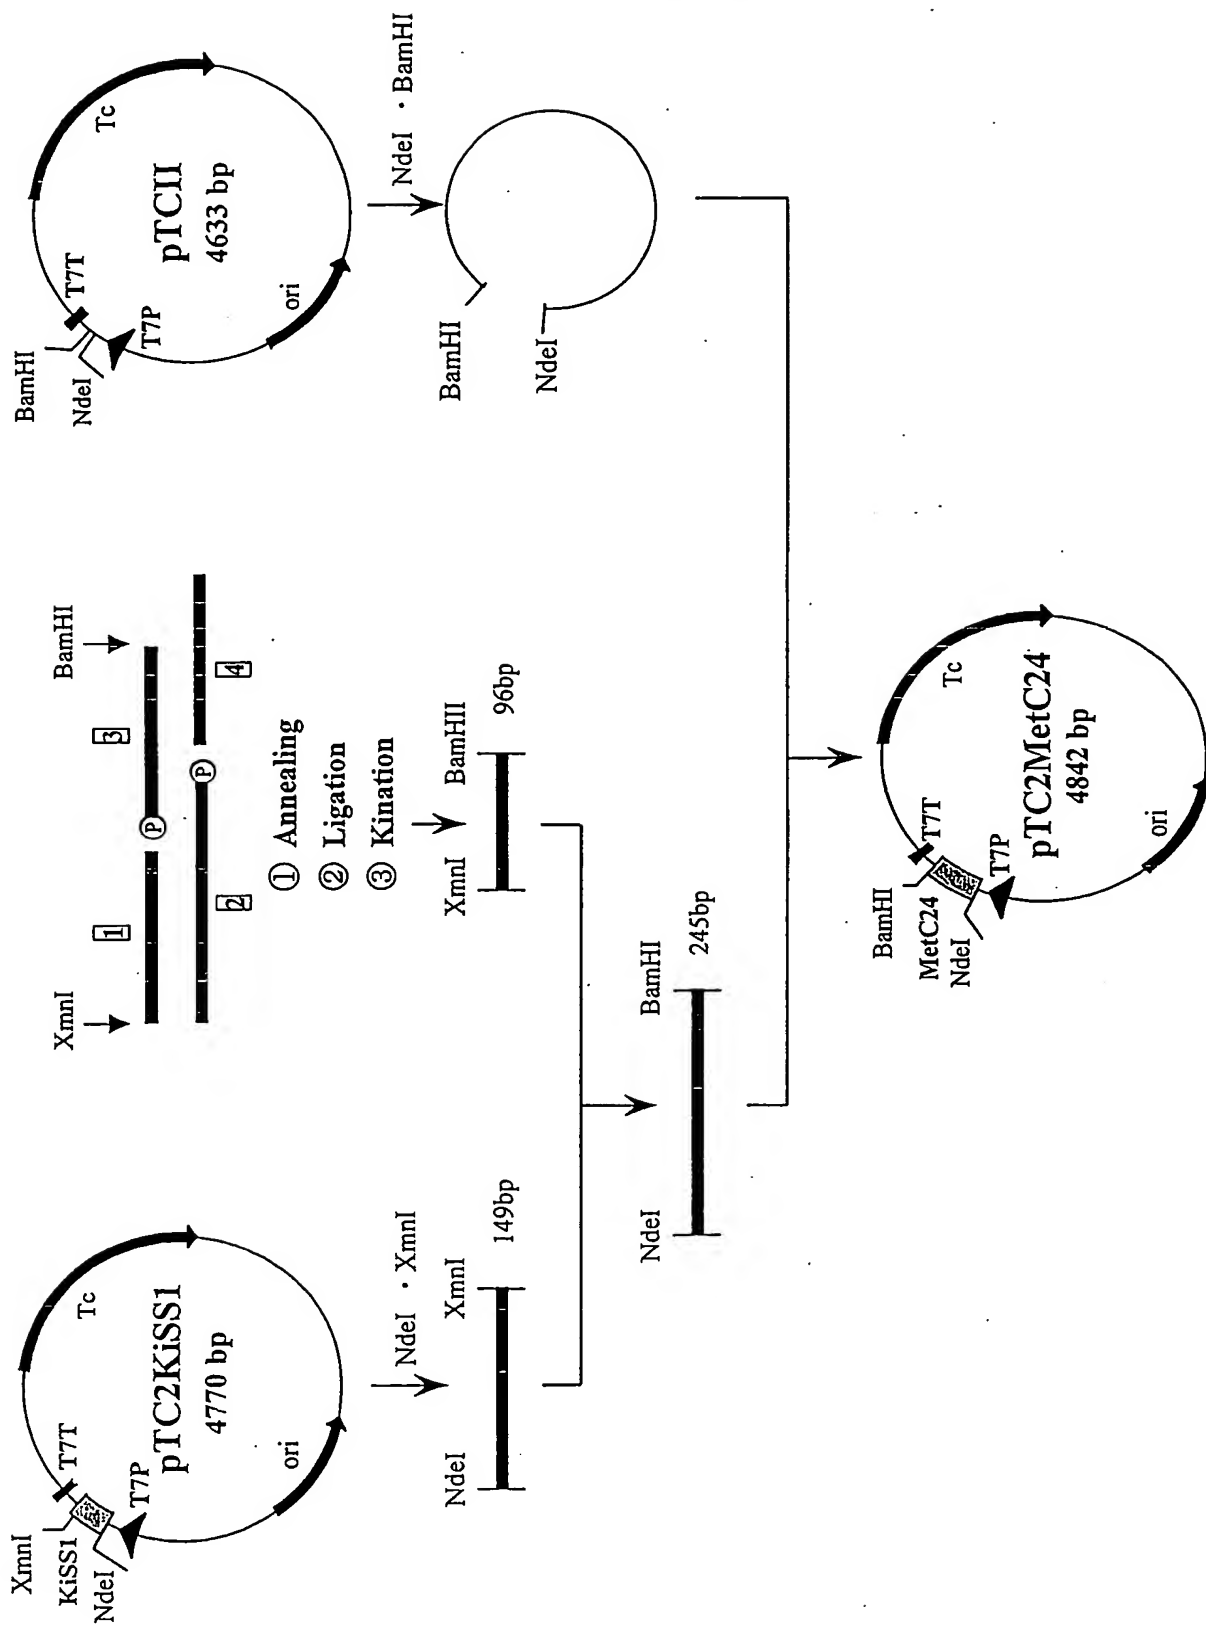 XmnI
KiSS1
NdeI
T7T
T7P
Tc
pTC2KiSS1
4770 bp
ori
NdeI · XmnI
NdeI
XmnI
149bp
XmnI
BamHI
1
3
P
P
2
4
① Annealing
② Ligation
③ Kination
XmnI
BamHII
96bp
NdeI
BamHI
245bp
BamHI
NdeI
T7T
T7P
Tc
pTCII
4633 bp
ori
NdeI · BamHI
BamHI
NdeI
BamHI
MetC24
NdeI
T7T
T7P
Tc
pTC2MetC24
4842 bp
ori